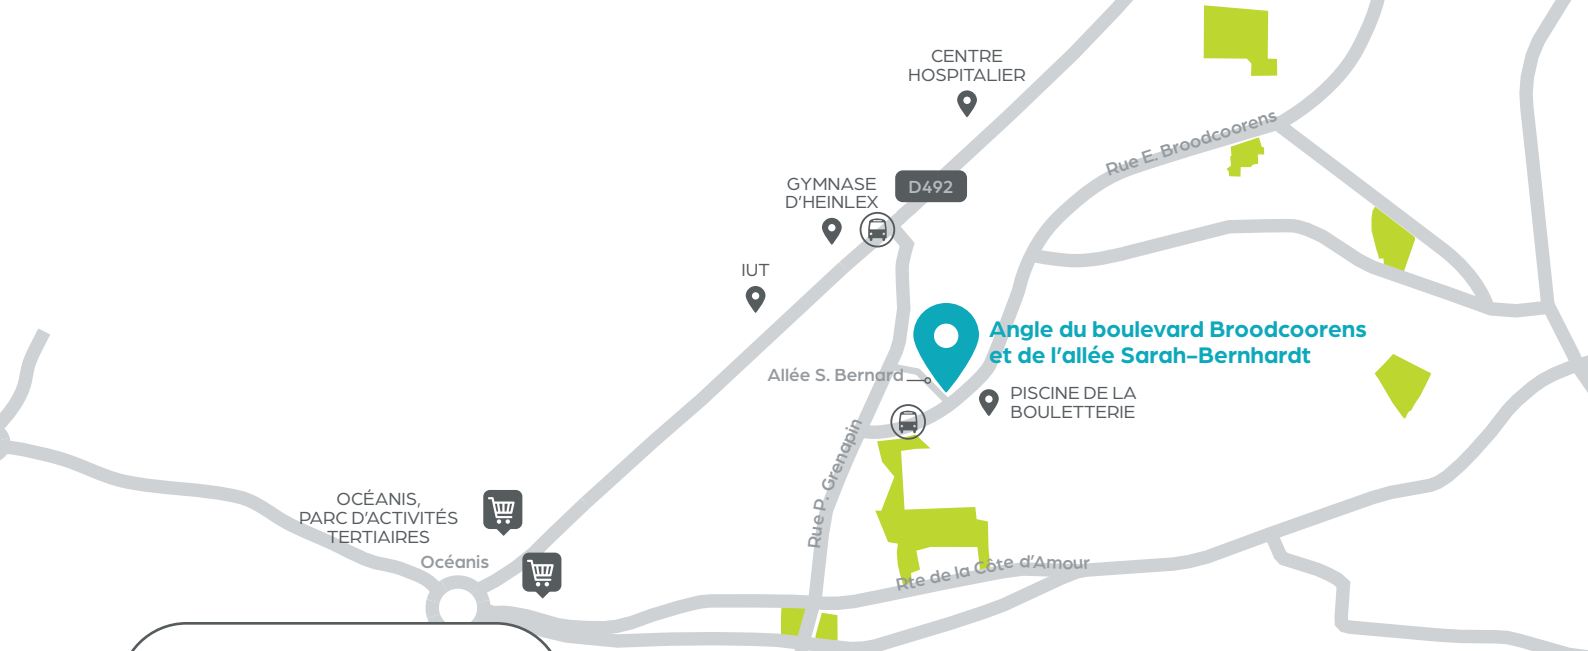 CENTRE
HOSPITALIER
Rue E. Broodcoorens
GYMNASE
D'HEINLEX
D492
IUT
Angle du boulevard Broodcoorens
et de l'allée Sarah-Bernhardt
Allée S. Bernard
PISCINE DE LA
BOULETTERIE
Rue P. Grenapin
OCÉANIS,
PARC D'ACTIVITÉS
TERTIAIRES
Océanis
Rte de la Côte d'Amour